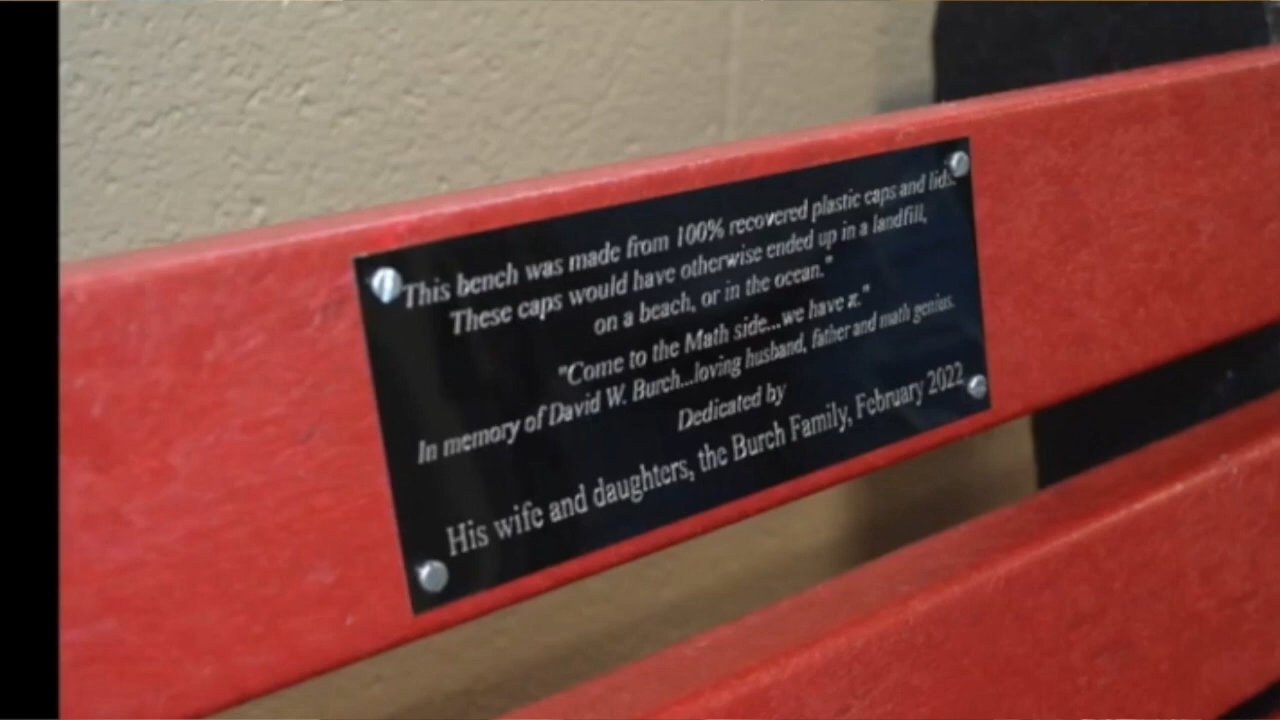 This bench was made from 100% recovered plastic caps and lids.
These caps would have otherwise ended up in a landfill,
on a beach, or in the ocean."
"Come to the Math side...we have π."
In memory of David W. Burch...loving husband, father and math genius.
Dedicated by
His wife and daughters, the Burch Family, February 2022